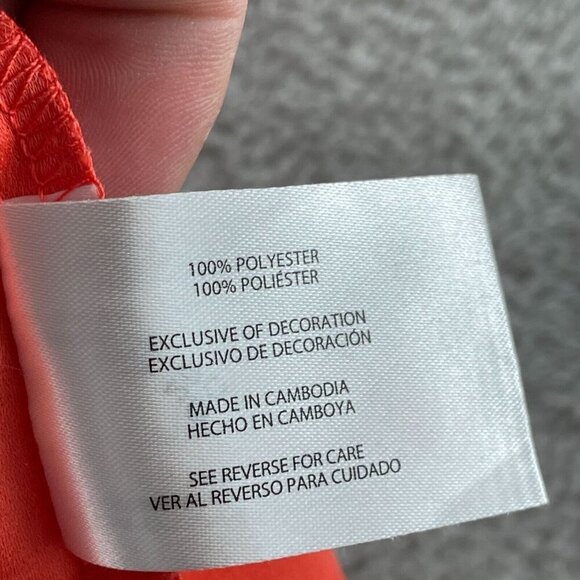 100% POLYESTER
100% POLIÉSTER
EXCLUSIVE OF DECORATION
EXCLUSIVO DE DECORACIÓN
MADE IN CAMBODIA
HECHO EN CAMBOYA
SEE REVERSE FOR CARE
VER AL REVERSO PARA CUIDADO